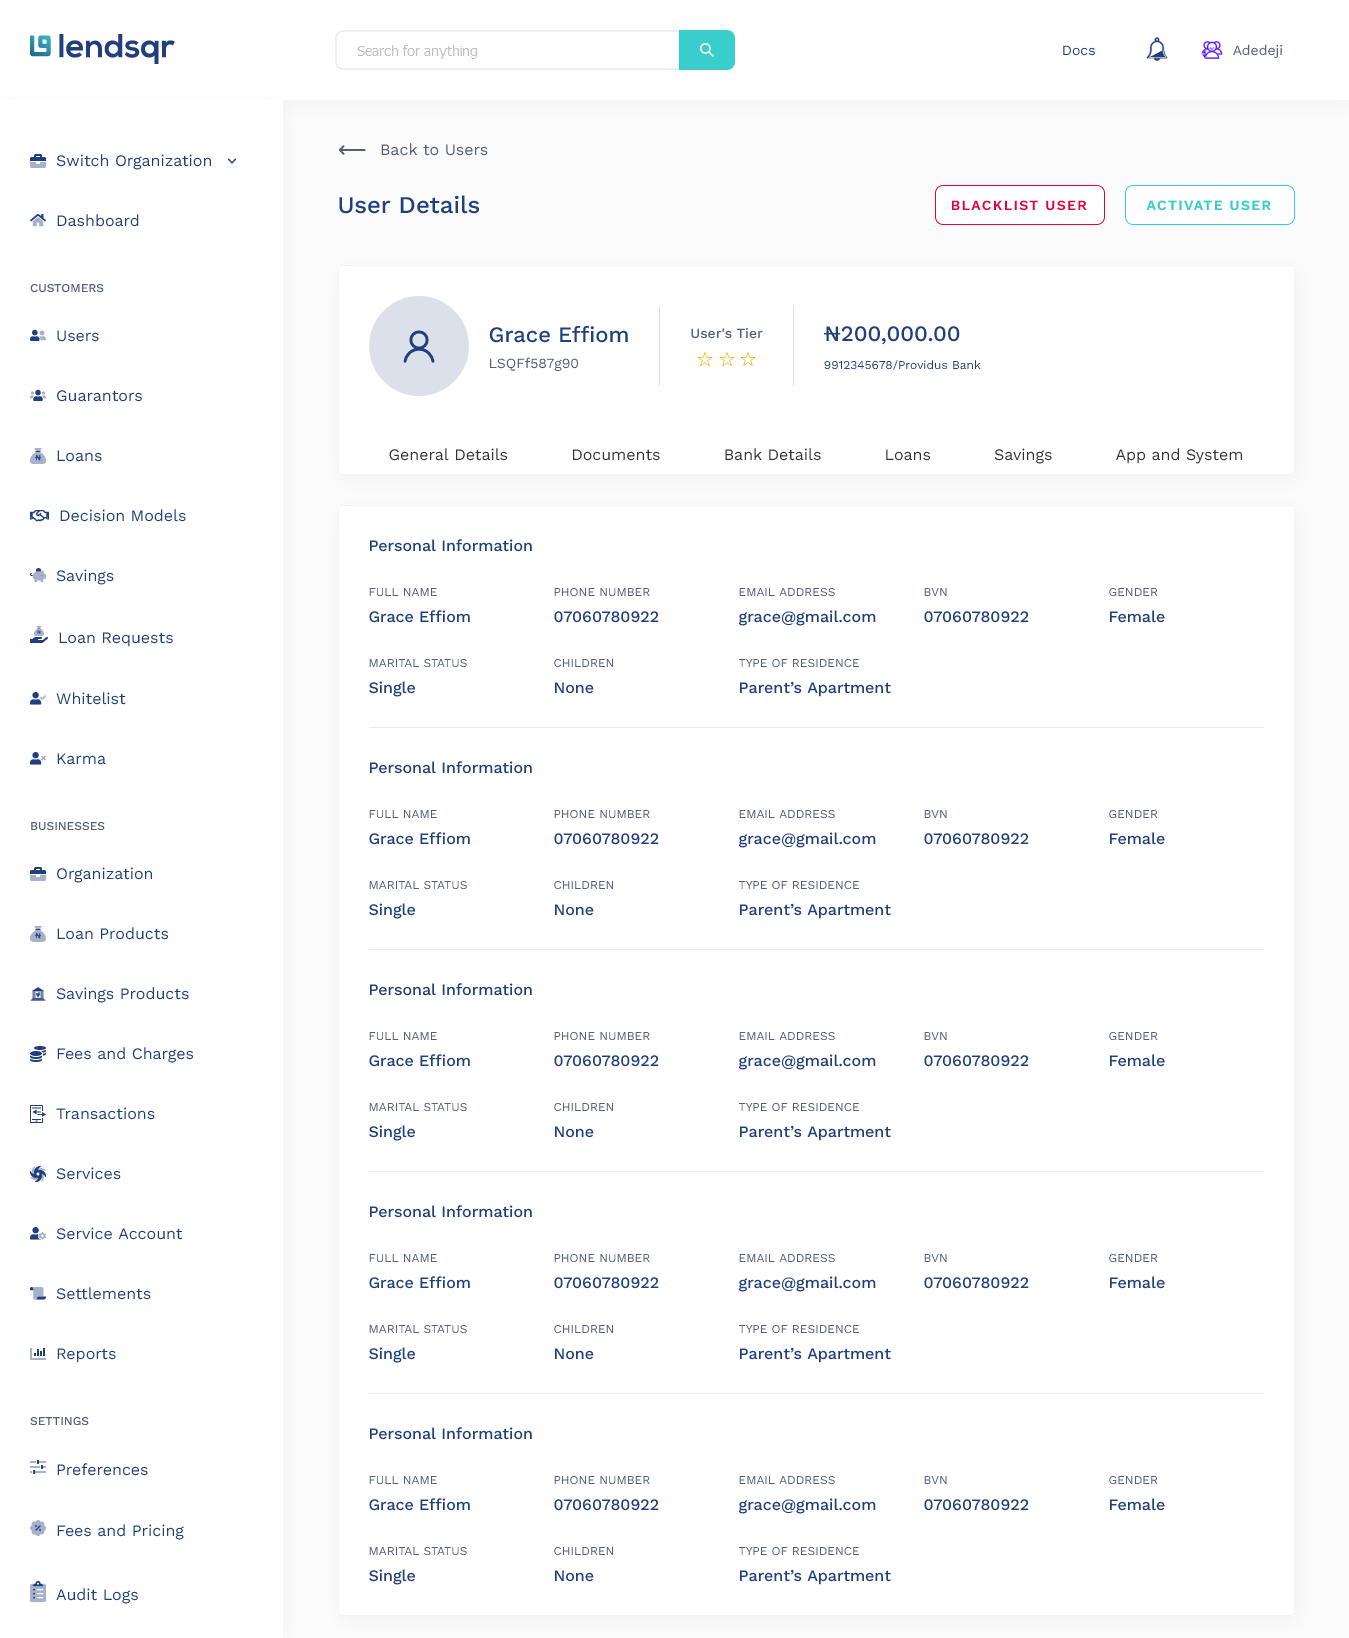 lendsqr
Search for anything
Docs
Adedeji
Switch Organization
Dashboard
CUSTOMERS
Users
Guarantors
Loans
Decision Models
Savings
Loan Requests
Whitelist
Karma
BUSINESSES
Organization
Loan Products
Savings Products
Fees and Charges
Transactions
Services
Service Account
Settlements
Reports
SETTINGS
Preferences
Fees and Pricing
Audit Logs
Back to Users
User Details
BLACKLIST USER
ACTIVATE USER
Grace Effiom
LSQFf587g90
User's Tier
₦200,000.00
9912345678/Providus Bank
General Details Documents Bank Details Loans Savings App and System
Personal Information
FULL NAME PHONE NUMBER EMAIL ADDRESS BVN GENDER
Grace Effiom 07060780922 grace@gmail.com 07060780922 Female
MARITAL STATUS CHILDREN TYPE OF RESIDENCE
Single None Parent’s Apartment
Personal Information
FULL NAME PHONE NUMBER EMAIL ADDRESS BVN GENDER
Grace Effiom 07060780922 grace@gmail.com 07060780922 Female
MARITAL STATUS CHILDREN TYPE OF RESIDENCE
Single None Parent’s Apartment
Personal Information
FULL NAME PHONE NUMBER EMAIL ADDRESS BVN GENDER
Grace Effiom 07060780922 grace@gmail.com 07060780922 Female
MARITAL STATUS CHILDREN TYPE OF RESIDENCE
Single None Parent’s Apartment
Personal Information
FULL NAME PHONE NUMBER EMAIL ADDRESS BVN GENDER
Grace Effiom 07060780922 grace@gmail.com 07060780922 Female
MARITAL STATUS CHILDREN TYPE OF RESIDENCE
Single None Parent’s Apartment
Personal Information
FULL NAME PHONE NUMBER EMAIL ADDRESS BVN GENDER
Grace Effiom 07060780922 grace@gmail.com 07060780922 Female
MARITAL STATUS CHILDREN TYPE OF RESIDENCE
Single None Parent’s Apartment